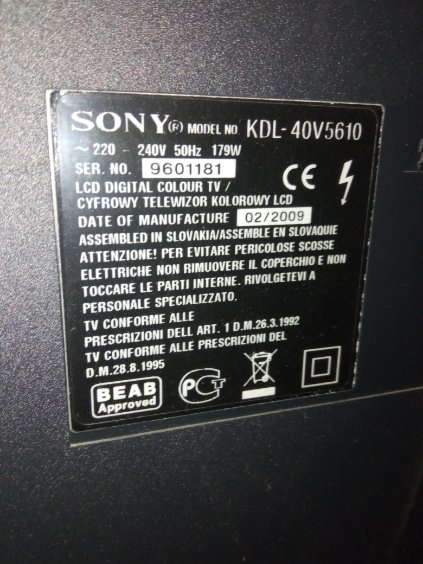 SONY® MODEL NO. KDL-40V5610
~ 220 - 240V 50Hz 179W
SER. NO. 9601181
CE
LCD DIGITAL COLOUR TV /
CYFROWY TELEWIZOR KOLOROWY LCD
DATE OF MANUFACTURE 02/2009
ASSEMBLED IN SLOVAKIA/ASSEMBLE EN SLOVAQUIE
ATTENZIONE! PER EVITARE PERICOLOSE SCOSSE
ELETTRICHE NON RIMUOVERE IL COPERCHIO E NON
TOCCARE LE PARTI INTERNE. RIVOLGETEVI A
PERSONALE SPECIALIZZATO.
TV CONFORME ALLE
PRESCRIZIONI DELL ART. 1 D.M.26.3.1992
TV CONFORME ALLE PRESCRIZIONI DEL
D.M.28.8.1995
BEAB
Approved
PCT